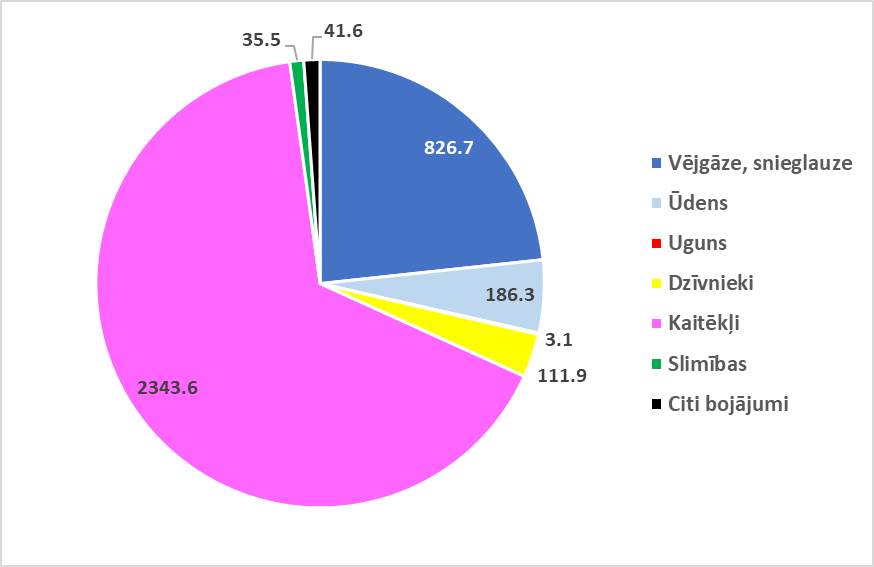 35.5
41.6
826.7
186.3
3.1
111.9
2343.6
Vējgāze, snieglauze
Ūdens
Uguns
Dzīvnieki
Kaitēkļi
Slimības
Citi bojājumi